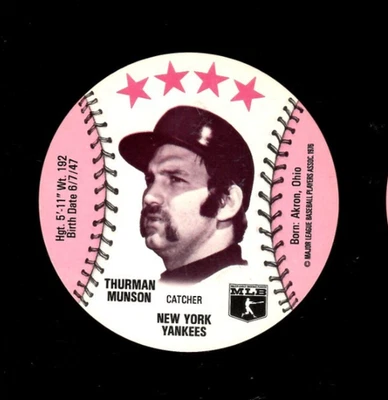 Hgt. 5'-11" Wt. 192
Birth Date 6/7/47
THURMAN
MUNSON
CATCHER
NEW YORK
YANKEES
MLB
Born: Akron, Ohio
© MAJOR LEAGUE BASEBALL PLAYERS ASSOC 1976